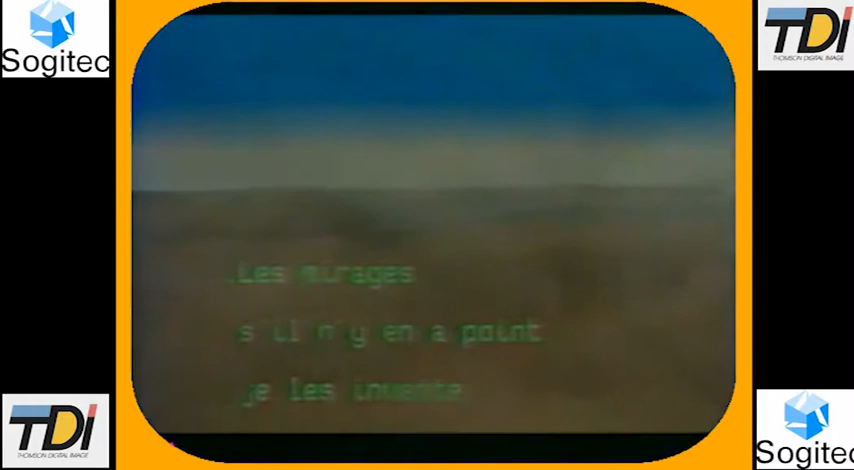 Sogitec
TDI
THOMSON DIGITAL IMAGE
Les mirages
s'il n'y en a point
je les invente
TDI
THOMSON DIGITAL IMAGE
Sogitec